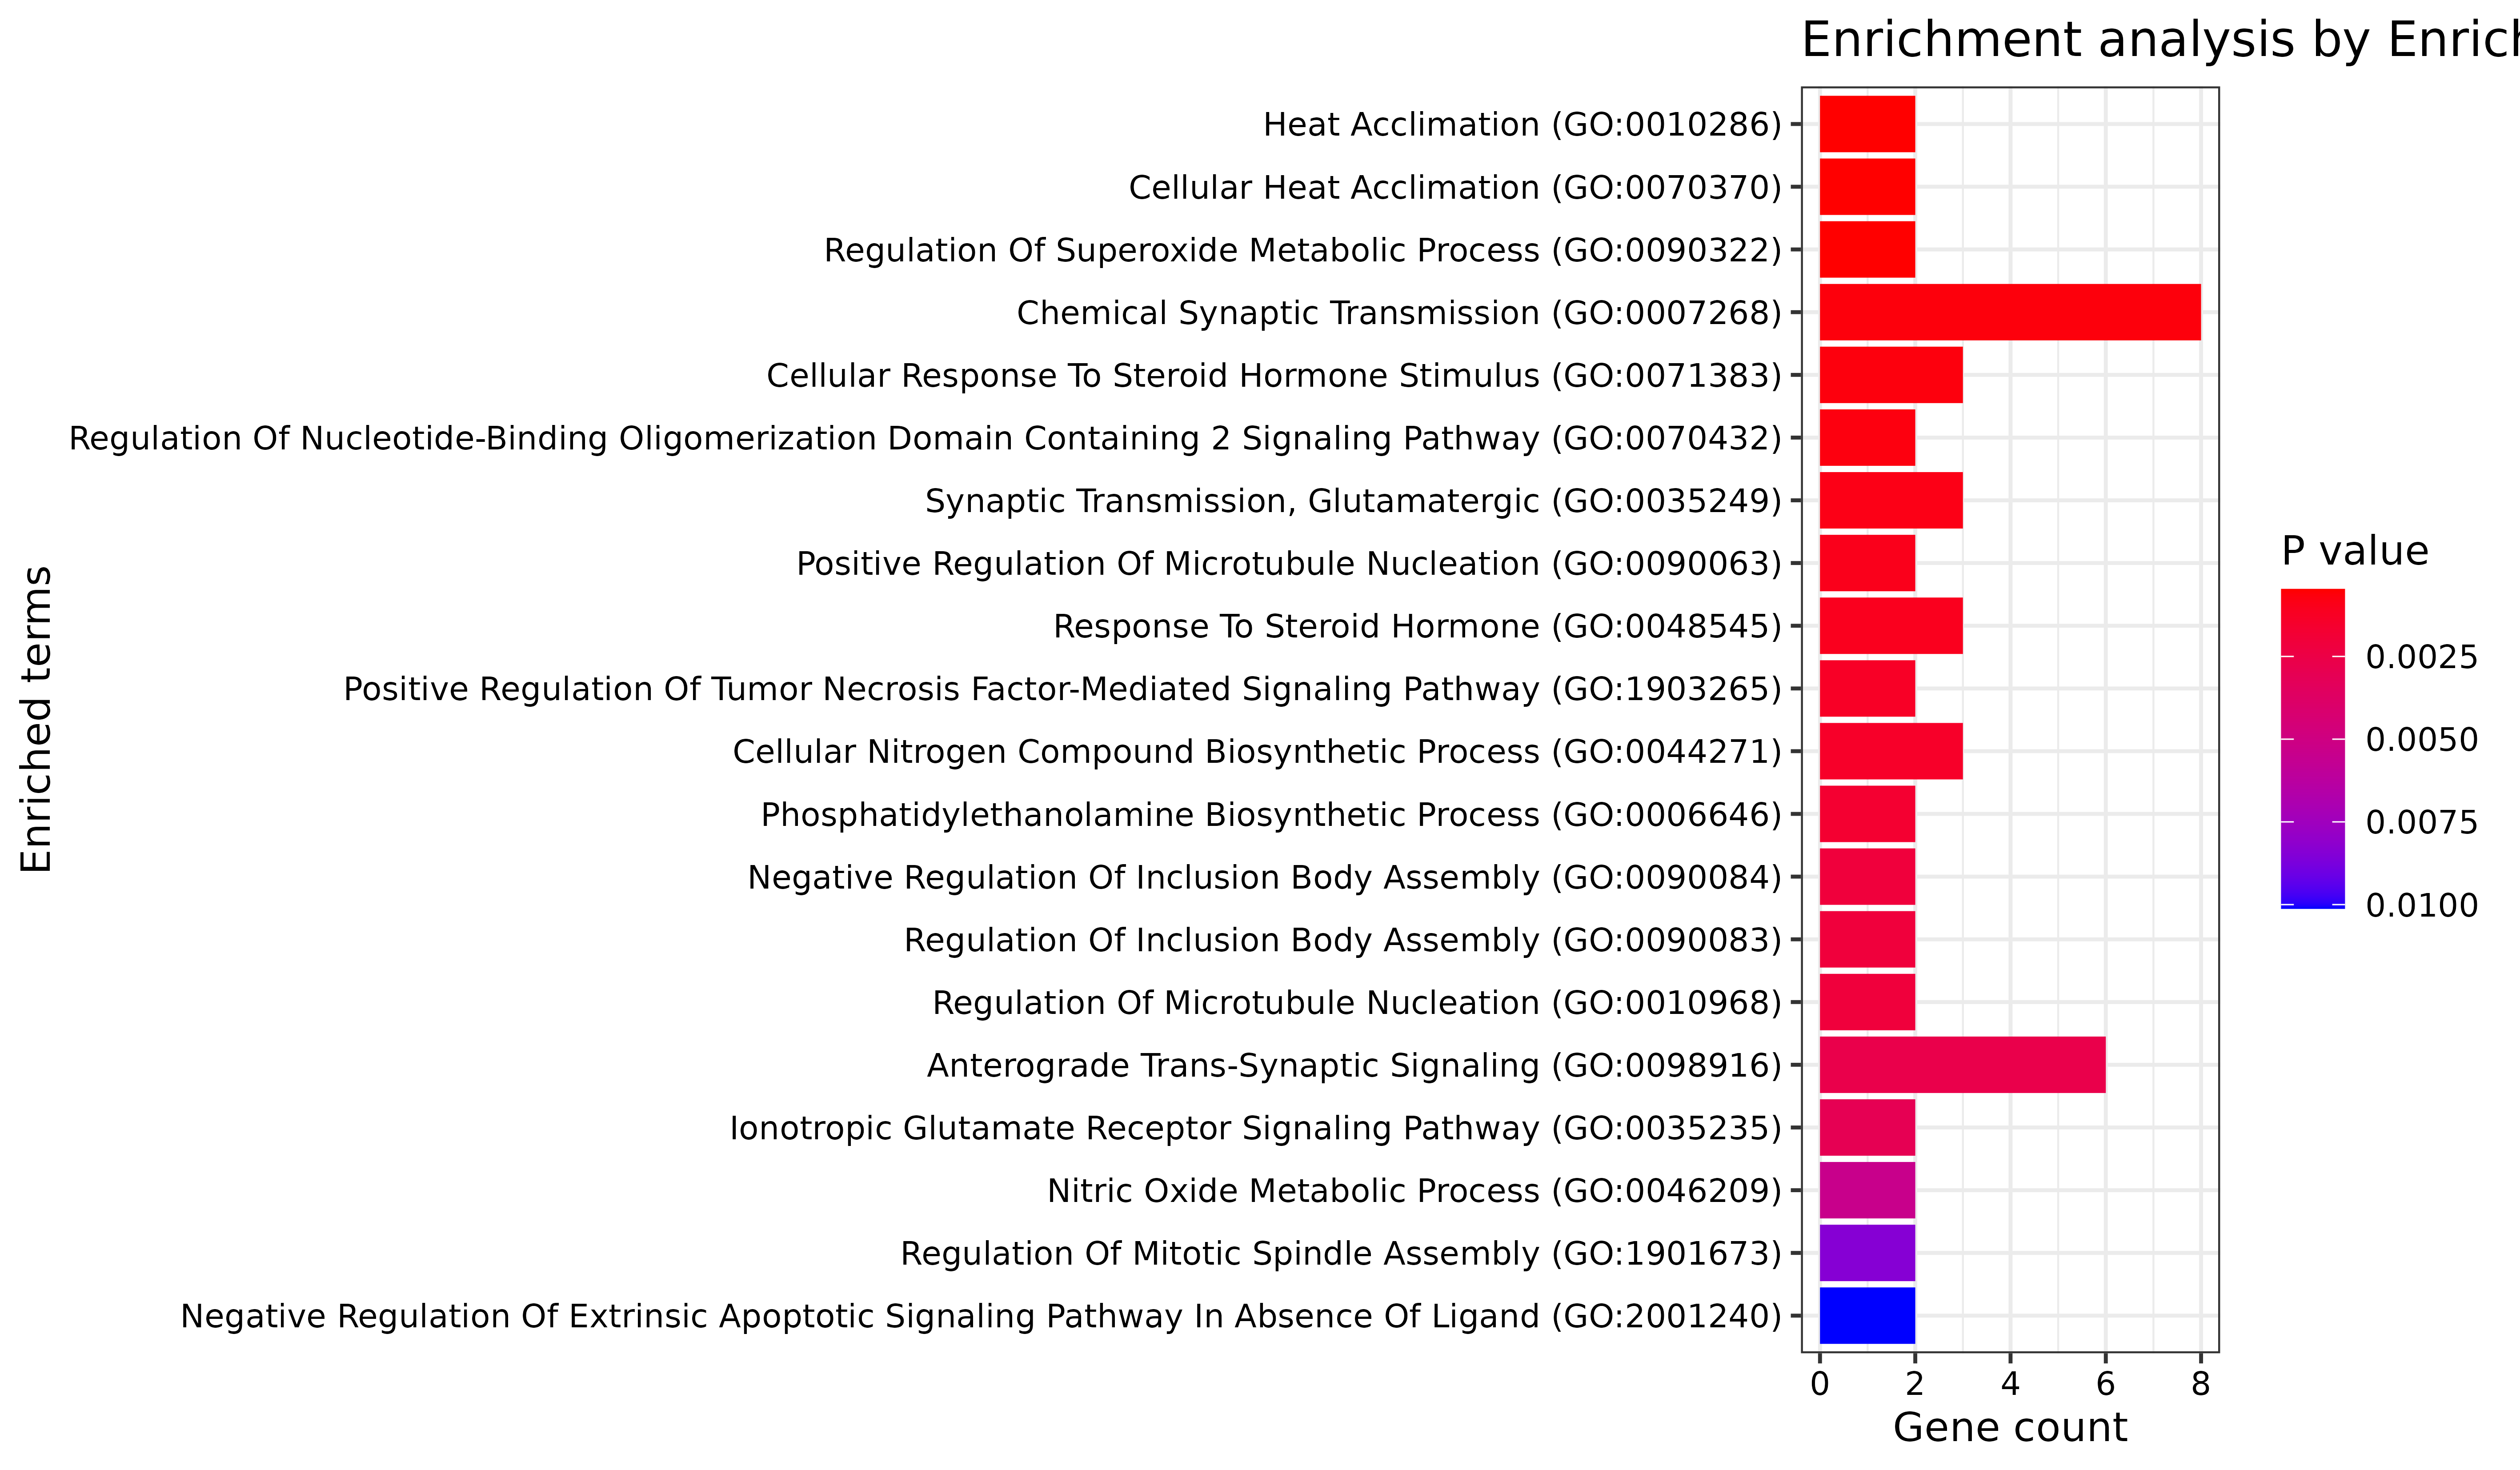 Enrichment analysis by Enrich
Heat Acclimation (GO:0010286)
Cellular Heat Acclimation (GO:0070370)
Regulation Of Superoxide Metabolic Process (GO:0090322)
Chemical Synaptic Transmission (GO:0007268)
Cellular Response To Steroid Hormone Stimulus (GO:0071383)
Regulation Of Nucleotide-Binding Oligomerization Domain Containing 2 Signaling Pathway (GO:0070432)
Synaptic Transmission, Glutamatergic (GO:0035249)
Positive Regulation Of Microtubule Nucleation (GO:0090063)
Response To Steroid Hormone (GO:0048545)
Positive Regulation Of Tumor Necrosis Factor-Mediated Signaling Pathway (GO:1903265)
Cellular Nitrogen Compound Biosynthetic Process (GO:0044271)
Phosphatidylethanolamine Biosynthetic Process (GO:0006646)
Negative Regulation Of Inclusion Body Assembly (GO:0090084)
Regulation Of Inclusion Body Assembly (GO:0090083)
Regulation Of Microtubule Nucleation (GO:0010968)
Anterograde Trans-Synaptic Signaling (GO:0098916)
Ionotropic Glutamate Receptor Signaling Pathway (GO:0035235)
Nitric Oxide Metabolic Process (GO:0046209)
Regulation Of Mitotic Spindle Assembly (GO:1901673)
Negative Regulation Of Extrinsic Apoptotic Signaling Pathway In Absence Of Ligand (GO:2001240)
Enriched terms
0 2 4 6 8
Gene count
P value
0.0025
0.0050
0.0075
0.0100